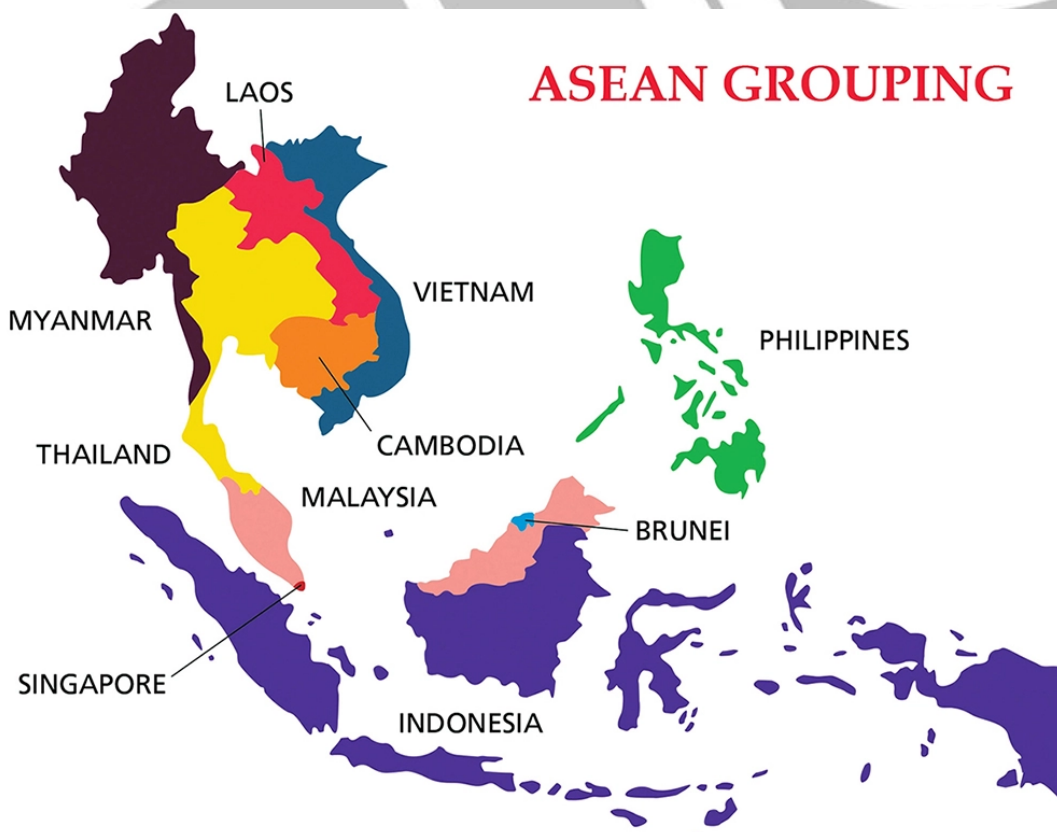 ASEAN GROUPING
LAOS
VIETNAM
MYANMAR
PHILIPPINES
CAMBODIA
THAILAND
MALAYSIA
BRUNEI
SINGAPORE
INDONESIA